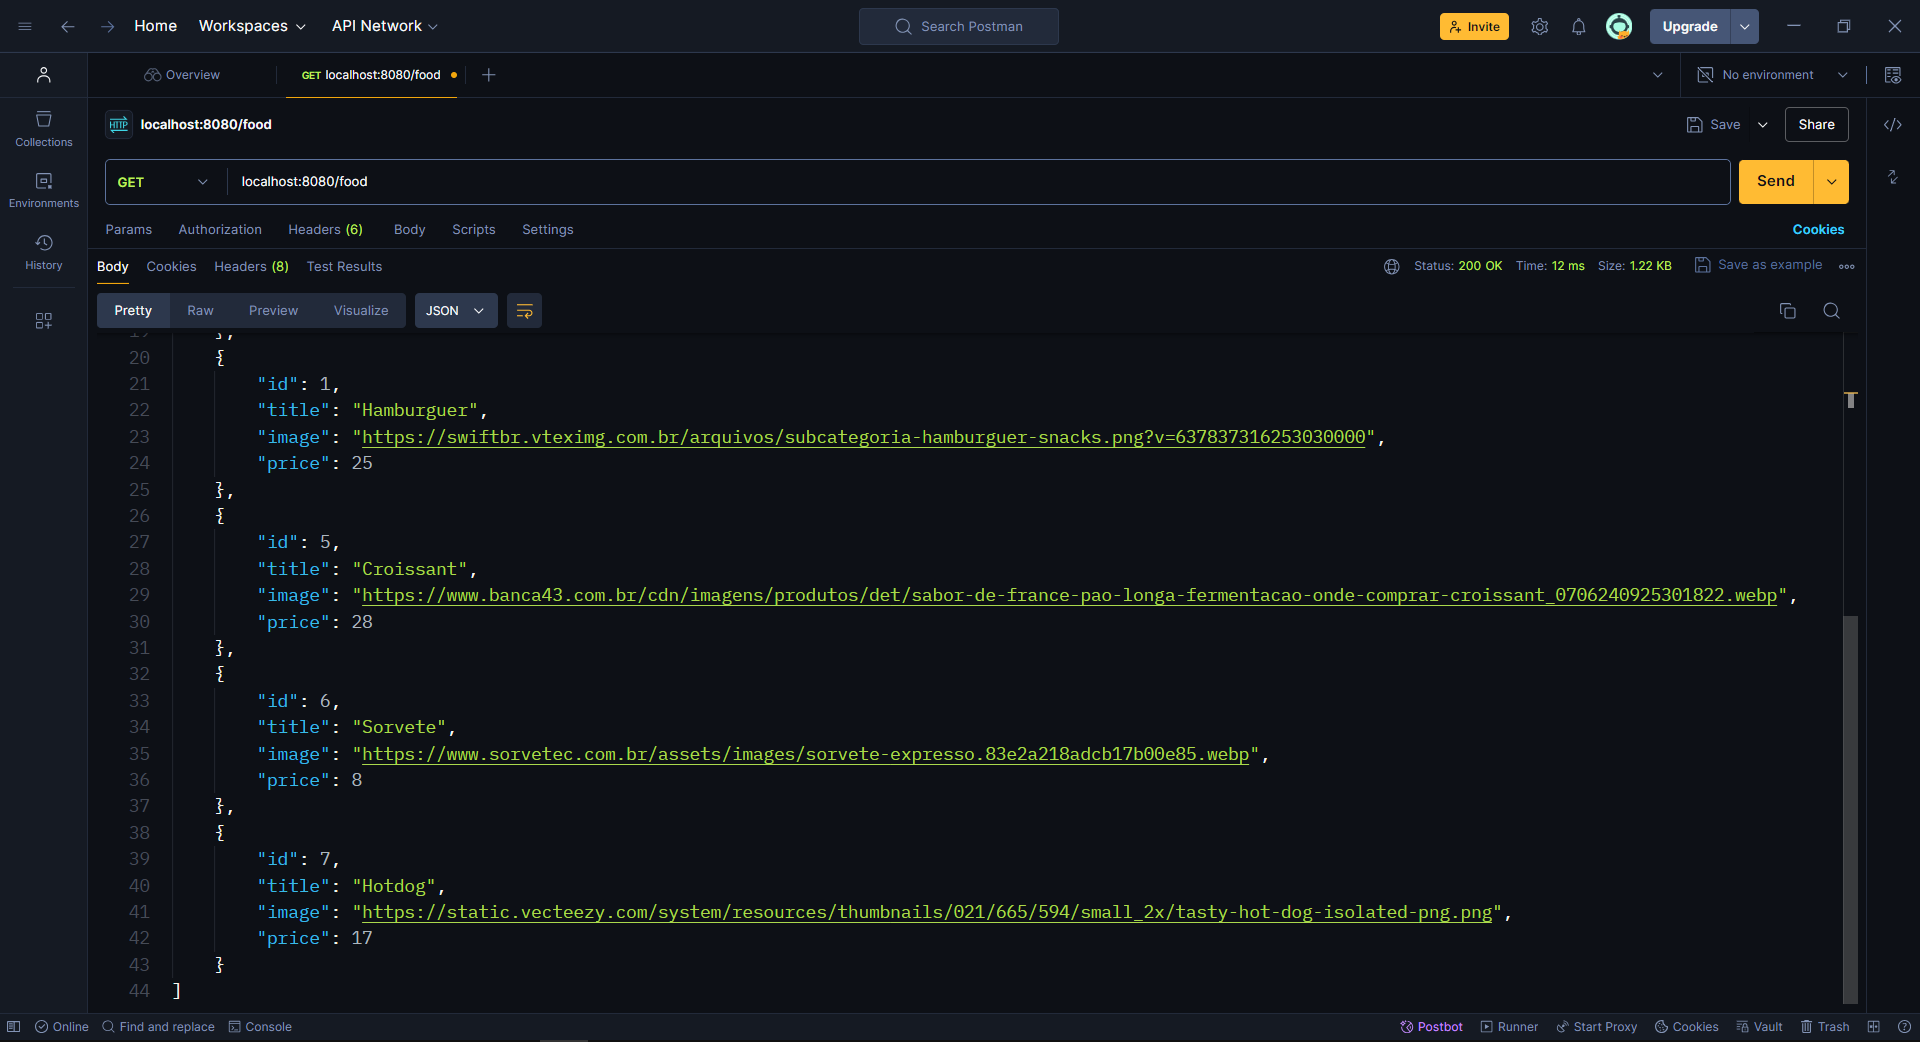 Home Workspaces API Network Search Postman Invite Upgrade
Overview GET localhost:8080/food No environment
HTTP localhost:8080/food Save Share
GET localhost:8080/food Send
Params Authorization Headers (6) Body Scripts Settings Cookies
Body Cookies Headers (8) Test Results Status: 200 OK Time: 12 ms Size: 1.22 KB Save as example
Pretty Raw Preview Visualize JSON
Collections
Environments
History
19 },
20 {
21 "id": 1,
22 "title": "Hamburguer",
23 "image": "https://swiftbr.vteximg.com.br/arquivos/subcategoria-hamburguer-snacks.png?v=637837316253030000",
24 "price": 25
25 },
26 {
27 "id": 5,
28 "title": "Croissant",
29 "image": "https://www.banca43.com.br/cdn/imagens/produtos/det/sabor-de-france-pao-longa-fermentacao-onde-comprar-croissant_0706240925301822.webp",
30 "price": 28
31 },
32 {
33 "id": 6,
34 "title": "Sorvete",
35 "image": "https://www.sorvetec.com.br/assets/images/sorvete-expresso.83e2a218adcb17b00e85.webp",
36 "price": 8
37 },
38 {
39 "id": 7,
40 "title": "Hotdog",
41 "image": "https://static.vecteezy.com/system/resources/thumbnails/021/665/594/small_2x/tasty-hot-dog-isolated-png.png",
42 "price": 17
43 }
44 ]
Online Find and replace Console Postbot Runner Start Proxy Cookies Vault Trash